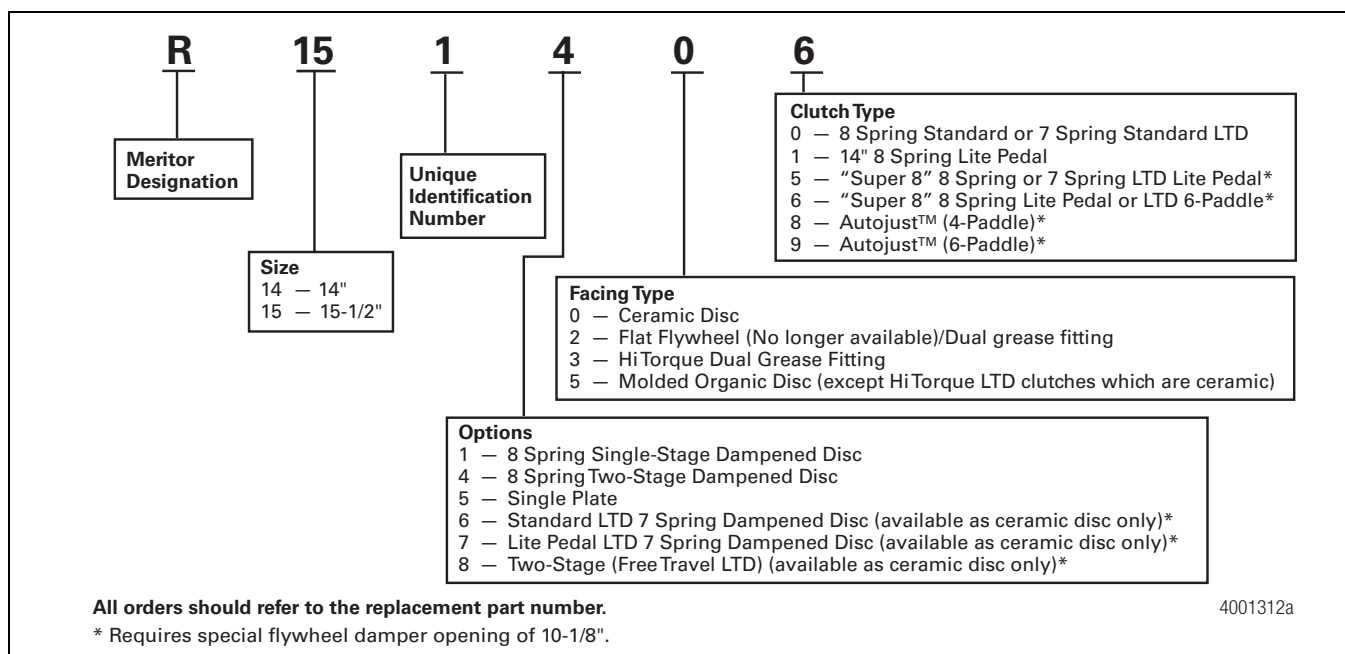 R 15 1 4 0 6
Meritor
Designation
Size
14 — 14"
15 — 15-1/2"
Unique
Identification
Number
Clutch Type
0 — 8 Spring Standard or 7 Spring Standard LTD
1 — 14" 8 Spring Lite Pedal
5 — “Super 8” 8 Spring or 7 Spring LTD Lite Pedal*
6 — “Super 8” 8 Spring Lite Pedal or LTD 6-Paddle*
8 — Autojust™ (4-Paddle)*
9 — Autojust™ (6-Paddle)*
Facing Type
0 — Ceramic Disc
2 — Flat Flywheel (No longer available)/Dual grease fitting
3 — Hi Torque Dual Grease Fitting
5 — Molded Organic Disc (except Hi Torque LTD clutches which are ceramic)
Options
1 — 8 Spring Single-Stage Dampened Disc
4 — 8 Spring Two-Stage Dampened Disc
5 — Single Plate
6 — Standard LTD 7 Spring Dampened Disc (available as ceramic disc only)*
7 — Lite Pedal LTD 7 Spring Dampened Disc (available as ceramic disc only)*
8 — Two-Stage (Free Travel LTD) (available as ceramic disc only)*
All orders should refer to the replacement part number.
4001312a
* Requires special flywheel damper opening of 10-1/8".